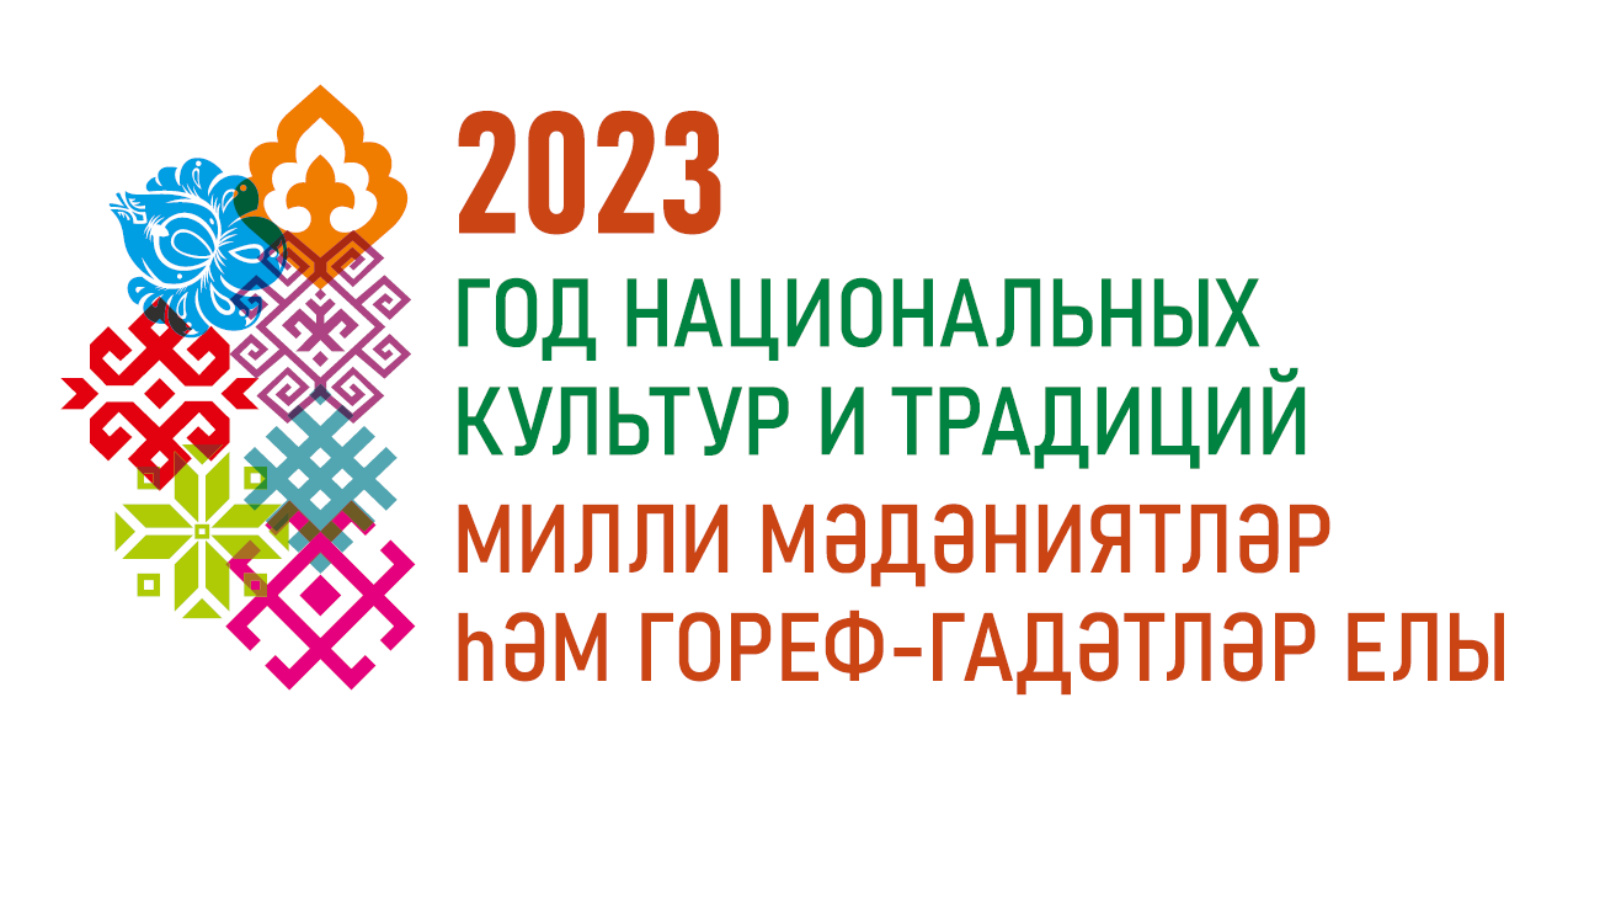 2023
ГОД НАЦИОНАЛЬНЫХ
КУЛЬТУР И ТРАДИЦИЙ
МИЛЛИ МәДәНИЯТЛәР
һәМ ГОРЕФ-ГАДәТЛәР ЕЛЫ